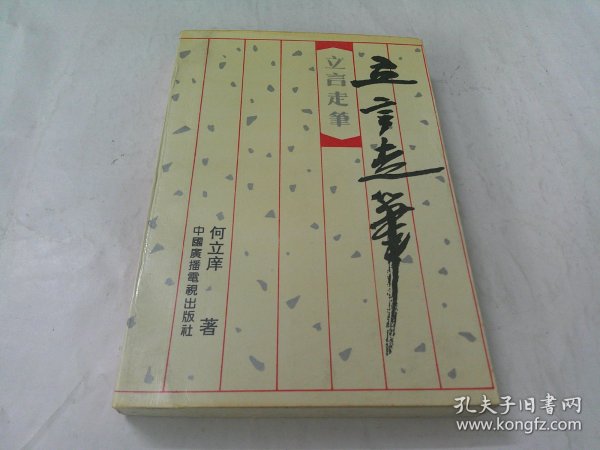 立言走筆
立言走筆
何立庠 著
中國廣播電視出版社
孔夫子旧书网
www.kongfz.com